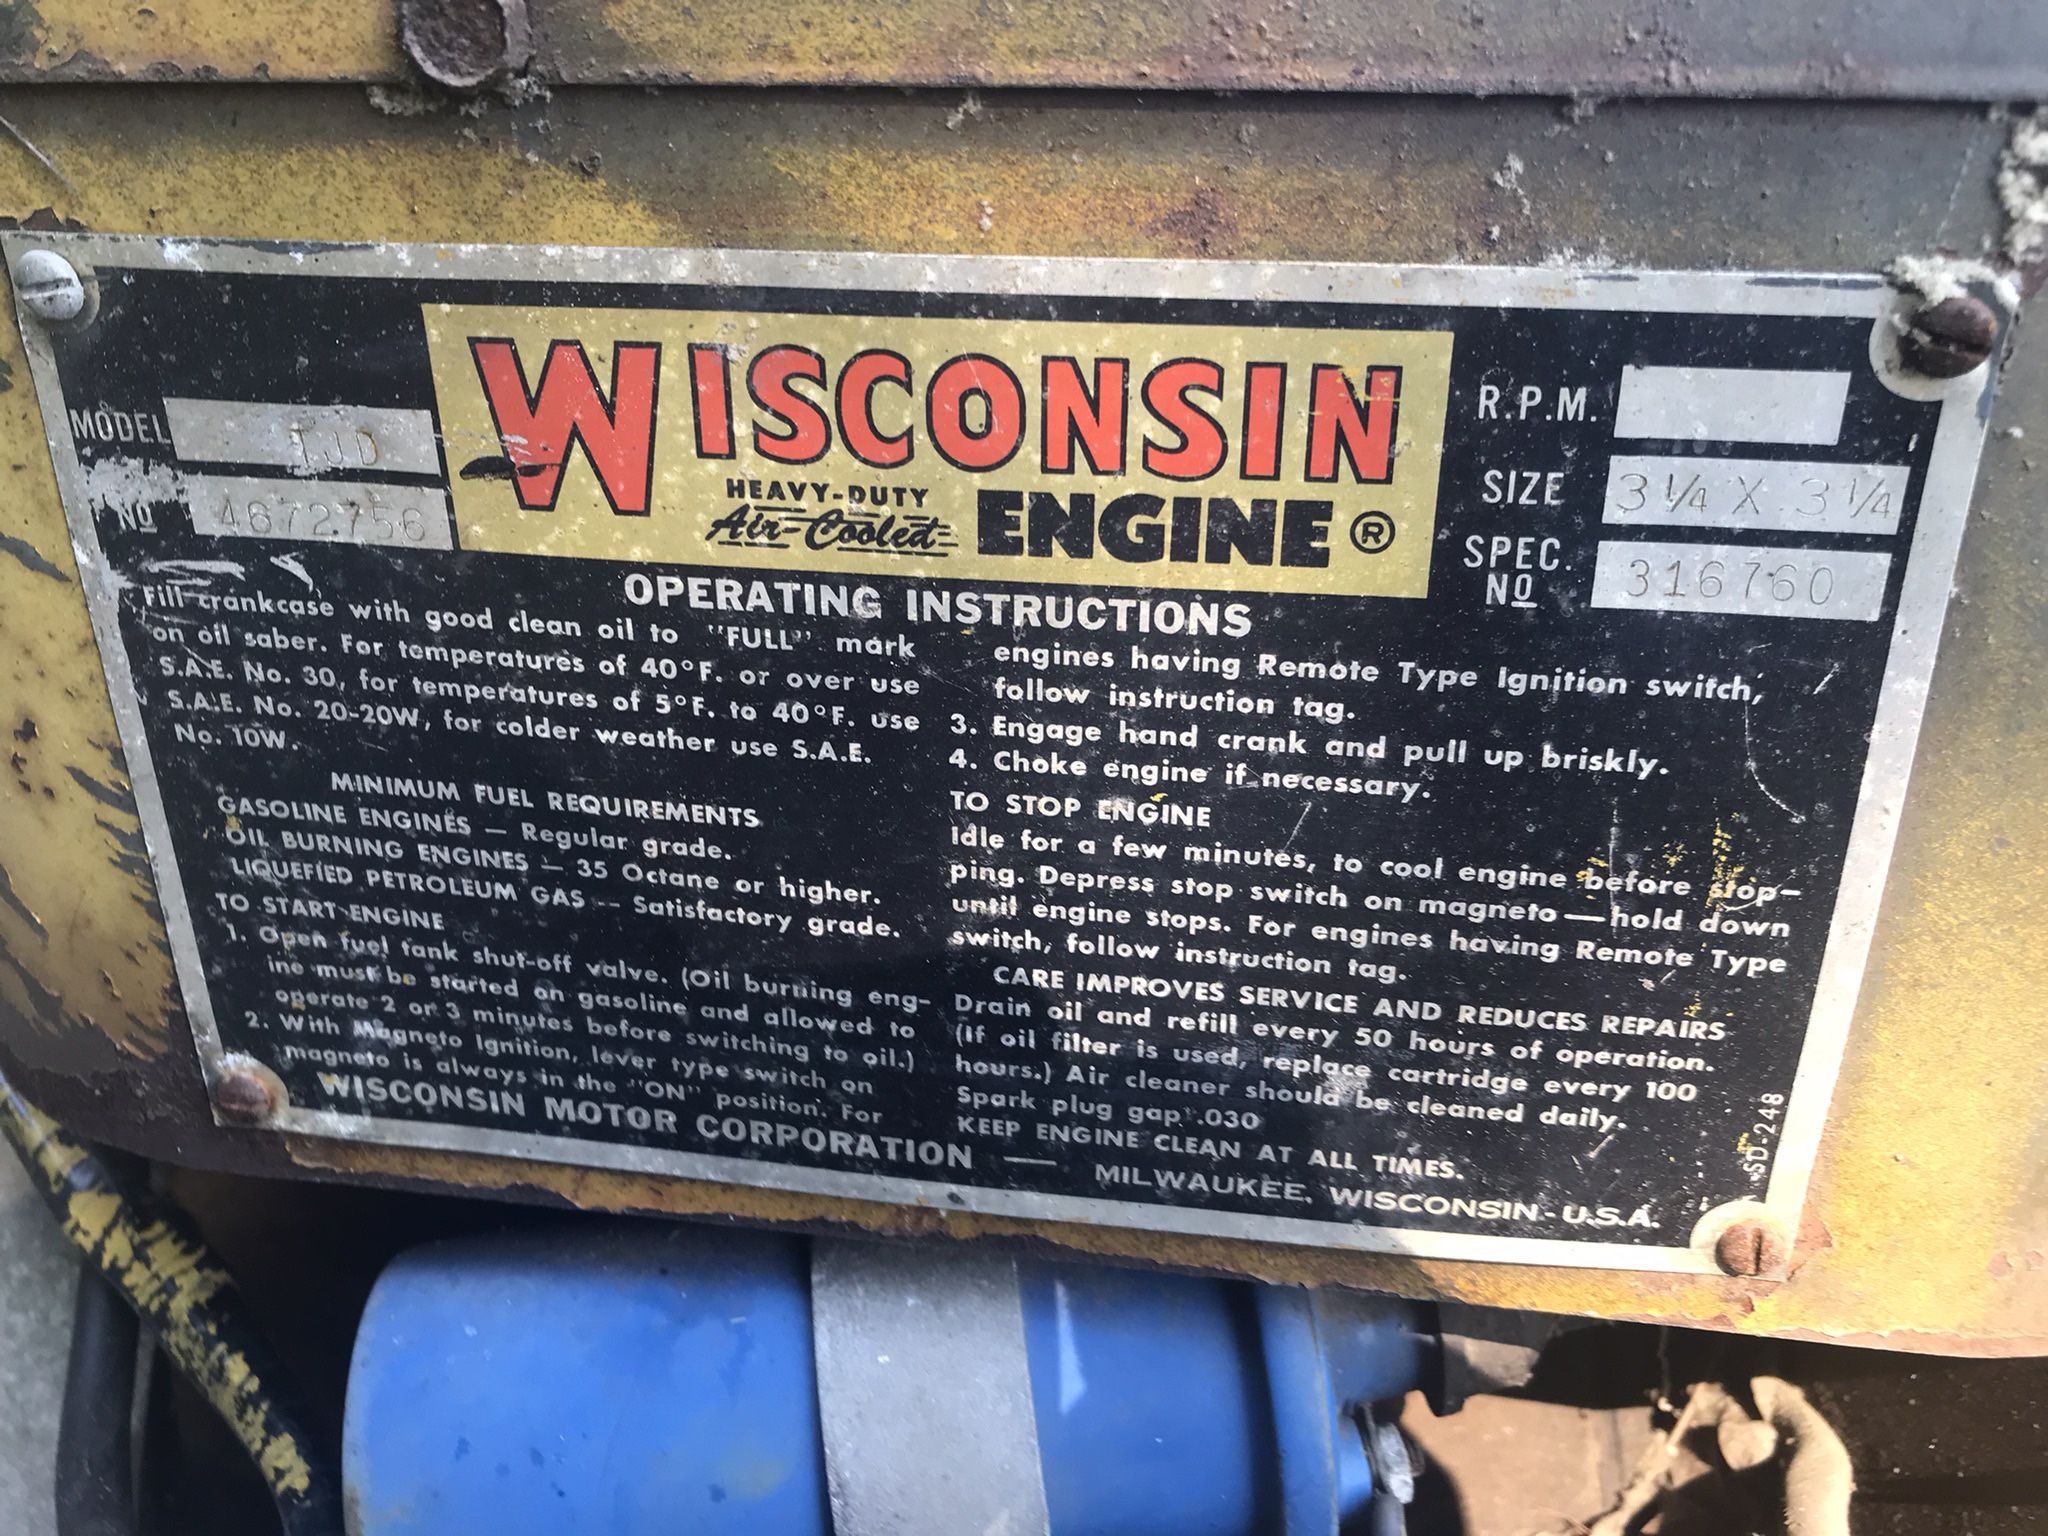 MODEL TJD
No 4672756
WISCONSIN
HEAVY-DUTY
Air-Cooled
ENGINE ®
R.P.M.
SIZE 3 1/4 X 3 1/4
SPEC. No 316760
OPERATING INSTRUCTIONS
Fill crankcase with good clean oil to "FULL" mark
on oil saber. For temperatures of 40°F. or over use
S.A.E. No. 30, for temperatures of 5°F. to 40°F. use
S.A.E. No. 20-20W, for colder weather use S.A.E.
No. 10W.
MINIMUM FUEL REQUIREMENTS
GASOLINE ENGINES — Regular grade.
OIL BURNING ENGINES — 35 Octane or higher.
LIQUEFIED PETROLEUM GAS -- Satisfactory grade.
TO START ENGINE
1. Open fuel tank shut-off valve. (Oil burning eng-
ine must be started on gasoline and allowed to
operate 2 or 3 minutes before switching to oil.)
2. With Magneto Ignition, lever type switch on
magneto is always in the "ON" position. For
engines having Remote Type Ignition switch,
follow instruction tag.
3. Engage hand crank and pull up briskly.
4. Choke engine if necessary.
TO STOP ENGINE
Idle for a few minutes, to cool engine before stop-
ping. Depress stop switch on magneto — hold down
until engine stops. For engines having Remote Type
switch, follow instruction tag.
CARE IMPROVES SERVICE AND REDUCES REPAIRS
Drain oil and refill every 50 hours of operation.
(If oil filter is used, replace cartridge every 100
hours.) Air cleaner should be cleaned daily.
Spark plug gap .030
KEEP ENGINE CLEAN AT ALL TIMES.
WISCONSIN MOTOR CORPORATION — MILWAUKEE, WISCONSIN - U.S.A.
SD-248